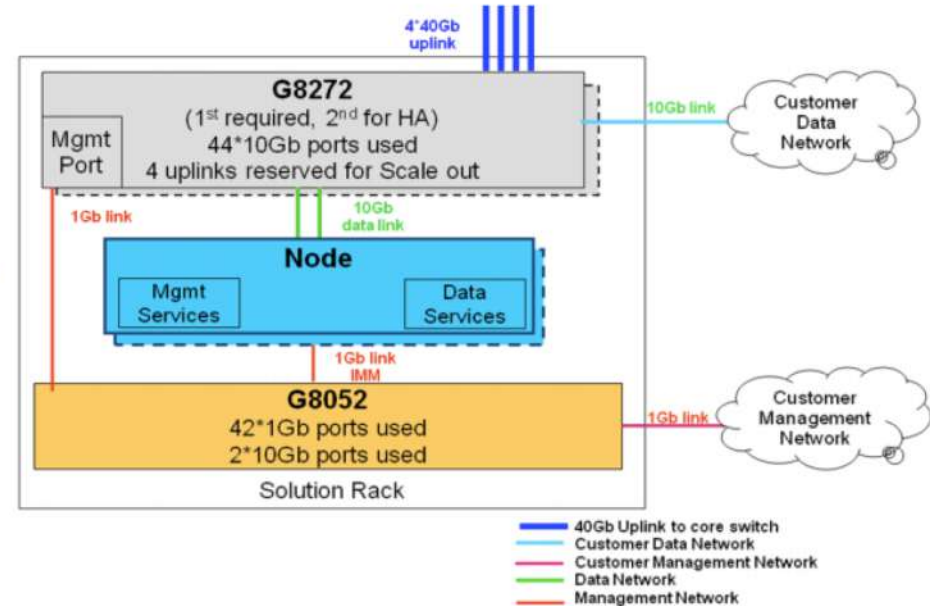 4*40Gb
uplink
G8272
(1st required, 2nd for HA)
44*10Gb ports used
4 uplinks reserved for Scale out
Mgmt
Port
10Gb link
Customer
Data
Network
1Gb link
10Gb
data link
Node
Mgmt
Services
Data
Services
1Gb link
IMM
G8052
42*1Gb ports used
2*10Gb ports used
1Gb link
Customer
Management
Network
Solution Rack
40Gb Uplink to core switch
Customer Data Network
Customer Management Network
Data Network
Management Network